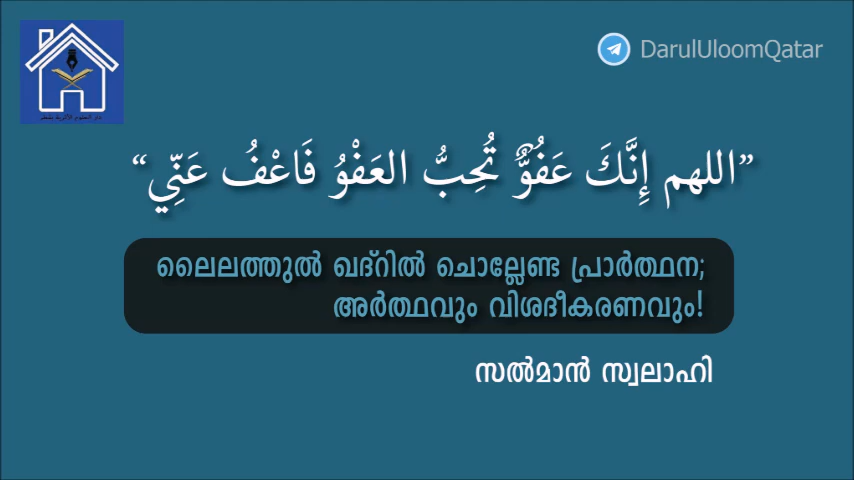 DarulUloomQatar
”اللهم إِنَّكَ عَفُوٌّ تُحِبُّ العَفْوُ فَاعْفُ عَنِّي“
ലൈലത്തുൽ ഖദ്റിൽ ചൊല്ലേണ്ട പ്രാർത്ഥന;
അർത്ഥവും വിശദീകരണവും!
സൽമാൻ സ്വലാഹി